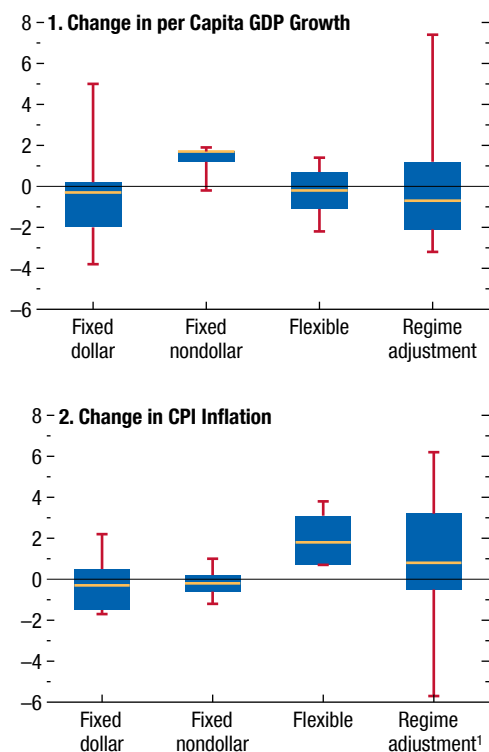 1. Change in per Capita GDP Growth
8
6
4
2
0
–2
–4
–6
Fixed dollar
Fixed nondollar
Flexible
Regime adjustment
2. Change in CPI Inflation
8
6
4
2
0
–2
–4
–6
Fixed dollar
Fixed nondollar
Flexible
Regime adjustment¹